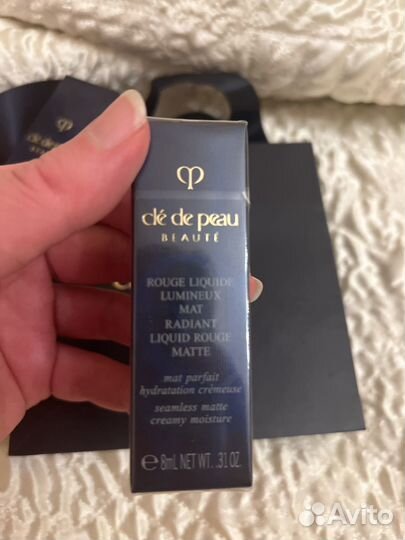 clé de peau
BEAUTÉ
ROUGE LIQUIDE
LUMINEUX
MAT
RADIANT
LIQUID ROUGE
MATTE
mat parfait
hydratation crémeuse
seamless matte
creamy moisture
℮ 8mL NET WT. .31 OZ.
Avito